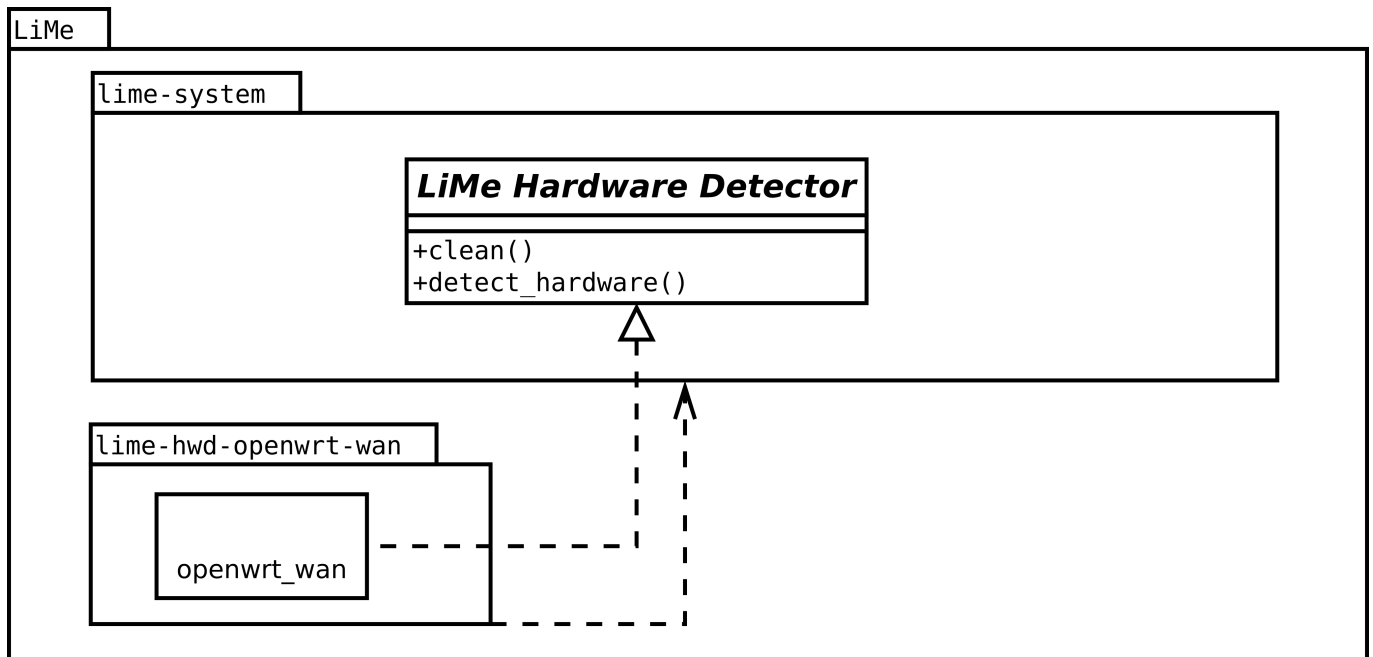 LiMe
lime-system
LiMe Hardware Detector
+clean()
+detect_hardware()
lime-hwd-openwrt-wan
openwrt_wan